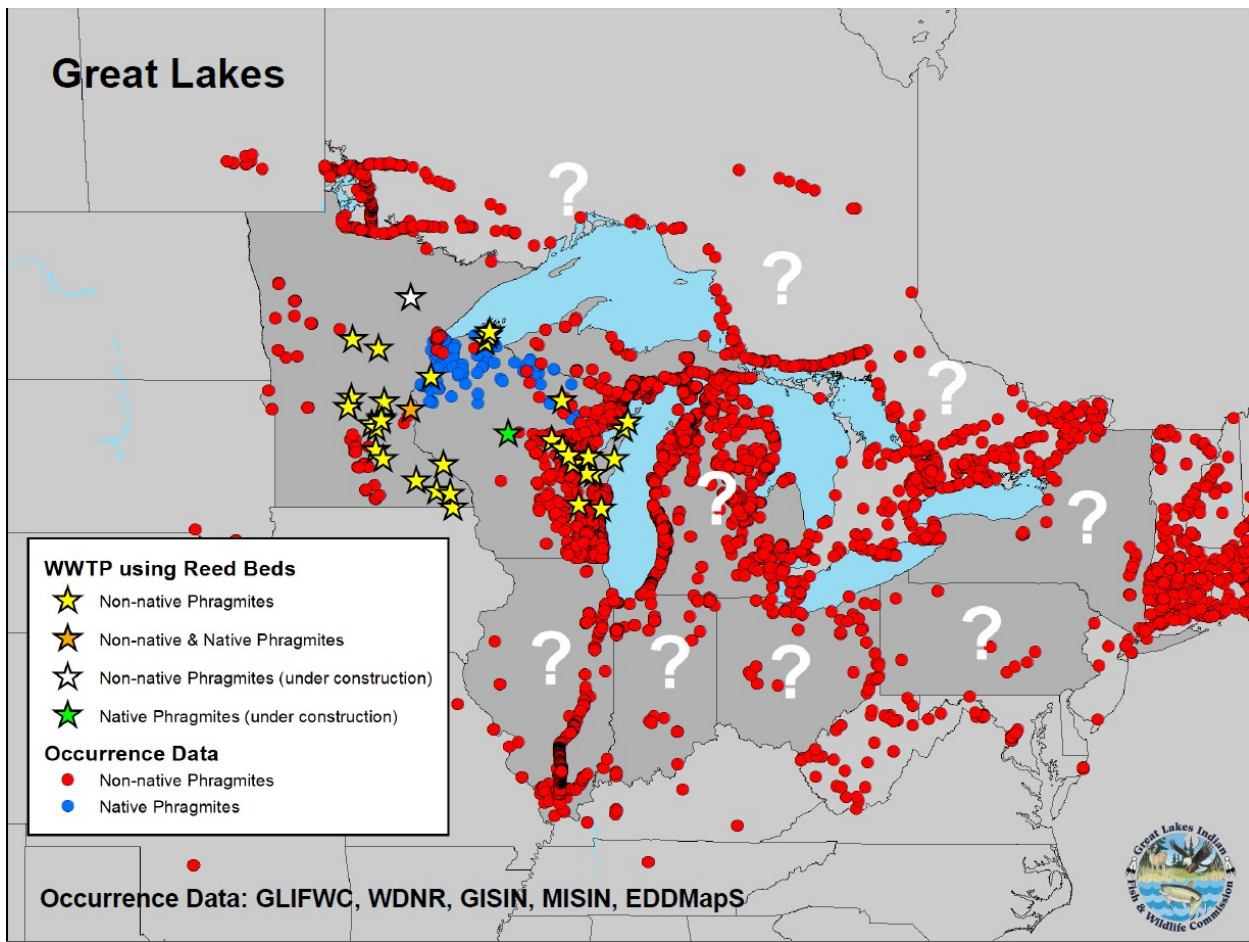 Great Lakes
?
?
?
?
?
?
?
?
?
WWTP using Reed Beds
Non-native Phragmites
Non-native & Native Phragmites
Non-native Phragmites (under construction)
Native Phragmites (under construction)
Occurrence Data
Non-native Phragmites
Native Phragmites
Occurrence Data: GLIFWC, WDNR, GISIN, MISIN, EDDMapS
Great Lakes Indian
Fish & Wildlife Commission